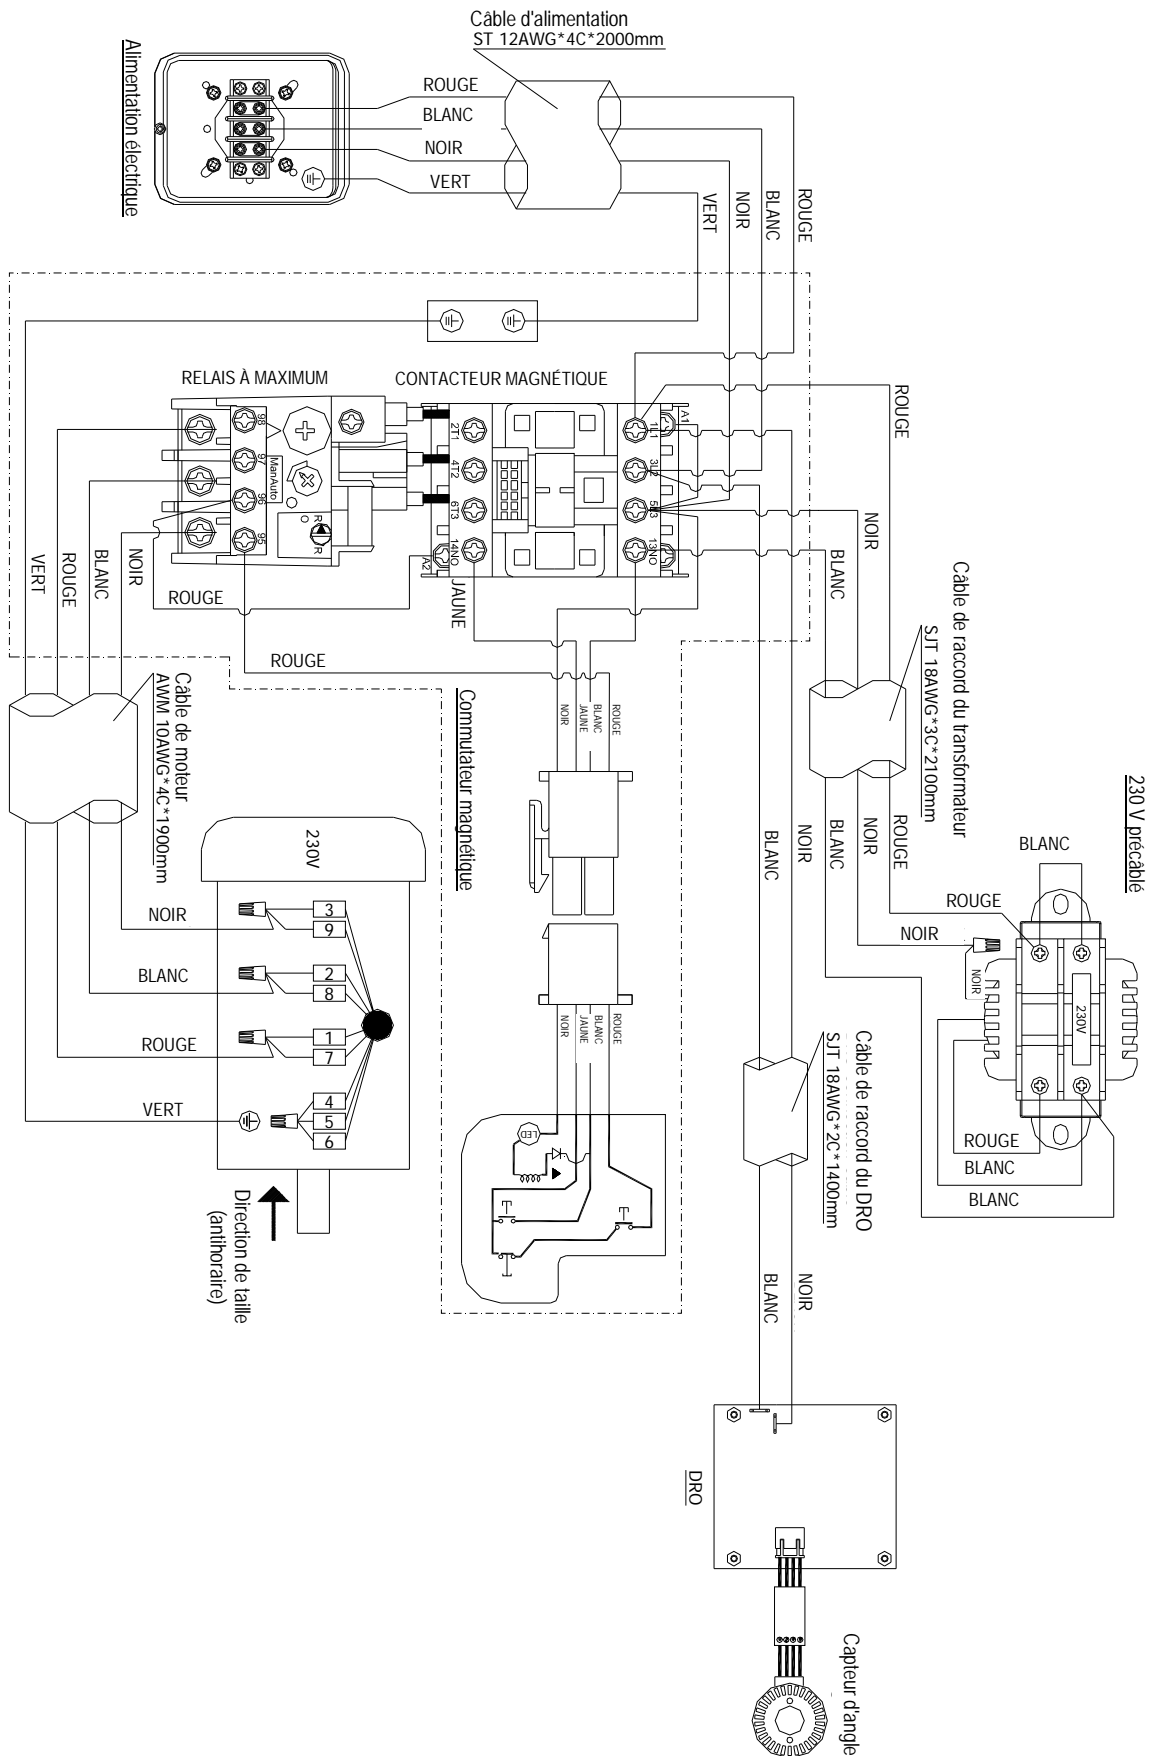 Câble d'alimentation
ST 12AWG*4C*2000mm
Alimentation électrique
ROUGE
BLANC
NOIR
VERT
VERT
NOIR
BLANC
ROUGE
RELAIS À MAXIMUM
CONTACTEUR MAGNÉTIQUE
98
97
96
95
ManAuto
R
O
R
2T1
4T2
6T3
14NO
A2
A1
1L1
3L2
13NO
ROUGE
NOIR
BLANC
VERT
ROUGE
BLANC
NOIR
ROUGE
JAUNE
ROUGE
Câble de raccord du transformateur
SJT 18AWG*3C*2100mm
Câble de moteur
AWM 10AWG*4C*1900mm
Commutateur magnétique
NOIR
JAUNE
BLANC
ROUGE
230 V précâblé
BLANC
ROUGE
NOIR
NOIR
230V
ROUGE
BLANC
BLANC
BLANC
NOIR
BLANC
NOIR
ROUGE
230V
NOIR
3
9
BLANC
2
8
ROUGE
1
7
VERT
4
5
6
NOIR
JAUNE
BLANC
ROUGE
LED
Câble de raccord du DRO
SJT 18AWG*2C*1400mm
Direction de taille
(antihoraire)
BLANC
NOIR
DRO
Capteur d'angle